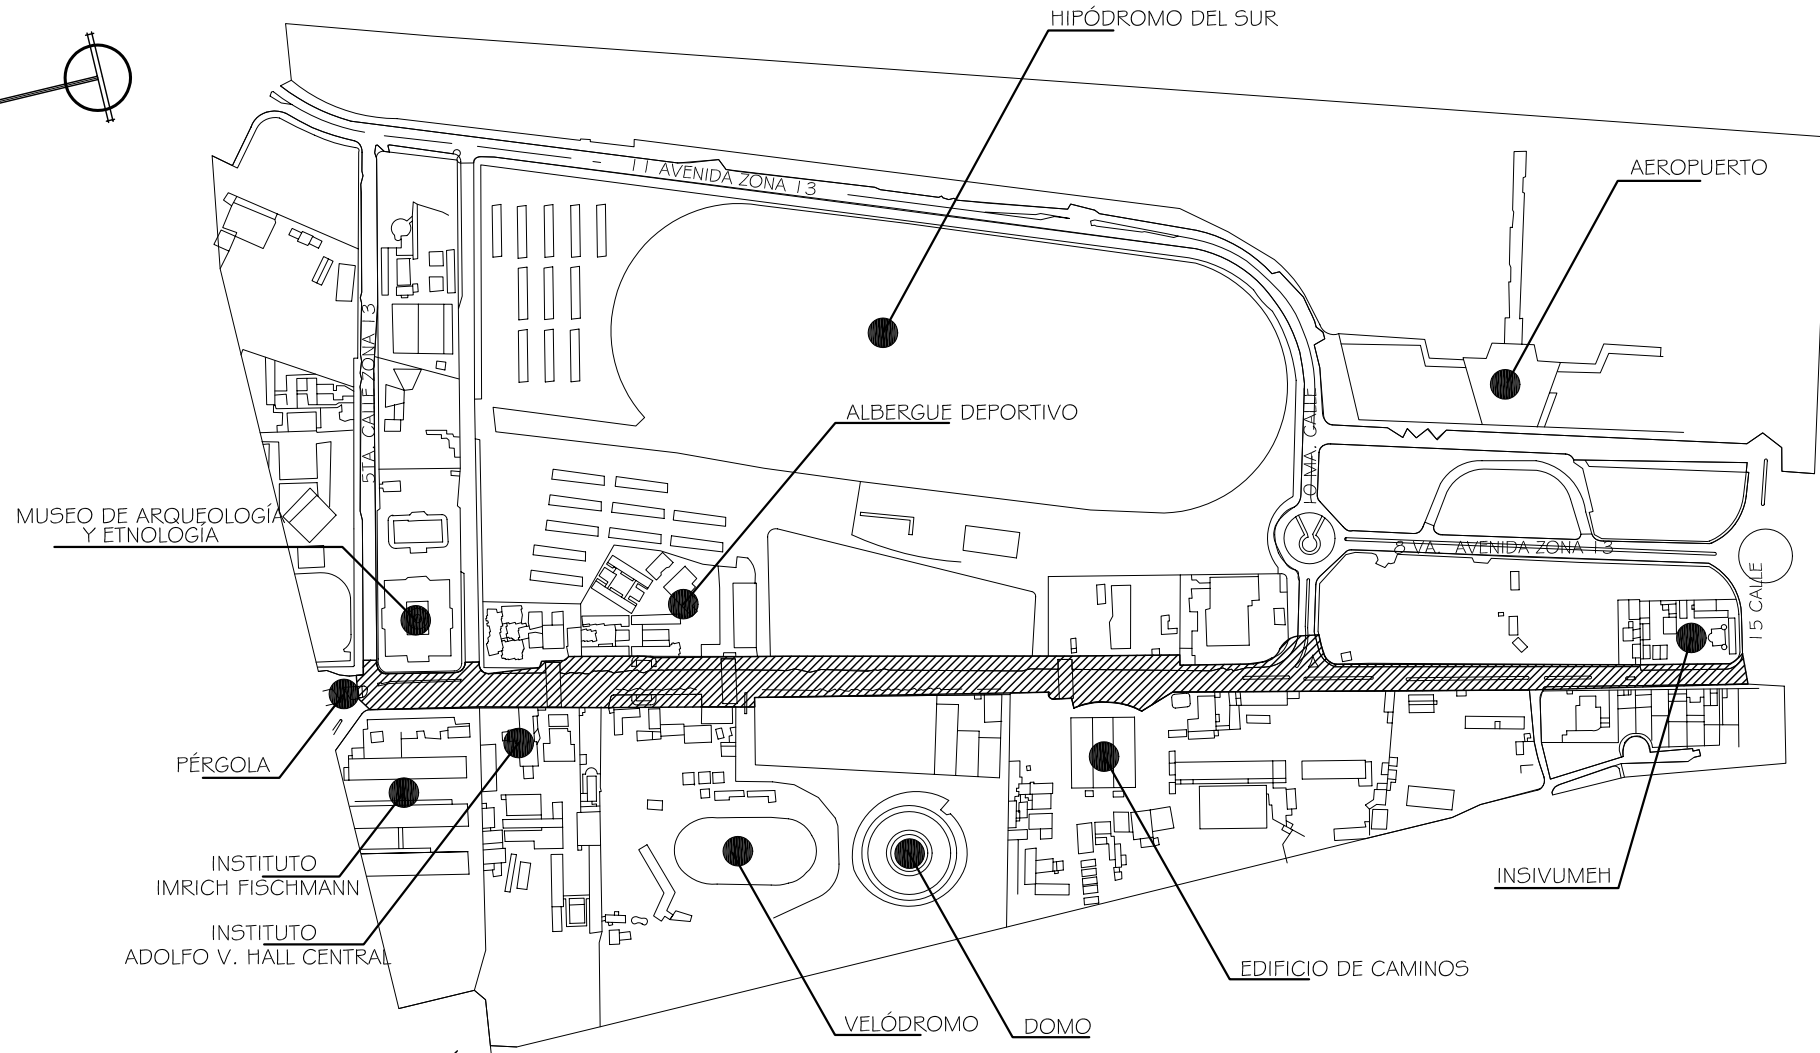 HIPÓDROMO DEL SUR
AEROPUERTO
11 AVENIDA ZONA 13
5TA. CALLE ZONA 13
ALBERGUE DEPORTIVO
10 MA. CALLE
MUSEO DE ARQUEOLOGÍA
Y ETNOLOGÍA
8 VA. AVENIDA ZONA 13
15 CALLE
PÉRGOLA
INSTITUTO
IMRICH FISCHMANN
INSTITUTO
ADOLFO V. HALL CENTRAL
INSIVUMEH
EDIFICIO DE CAMINOS
VELÓDROMO
DOMO